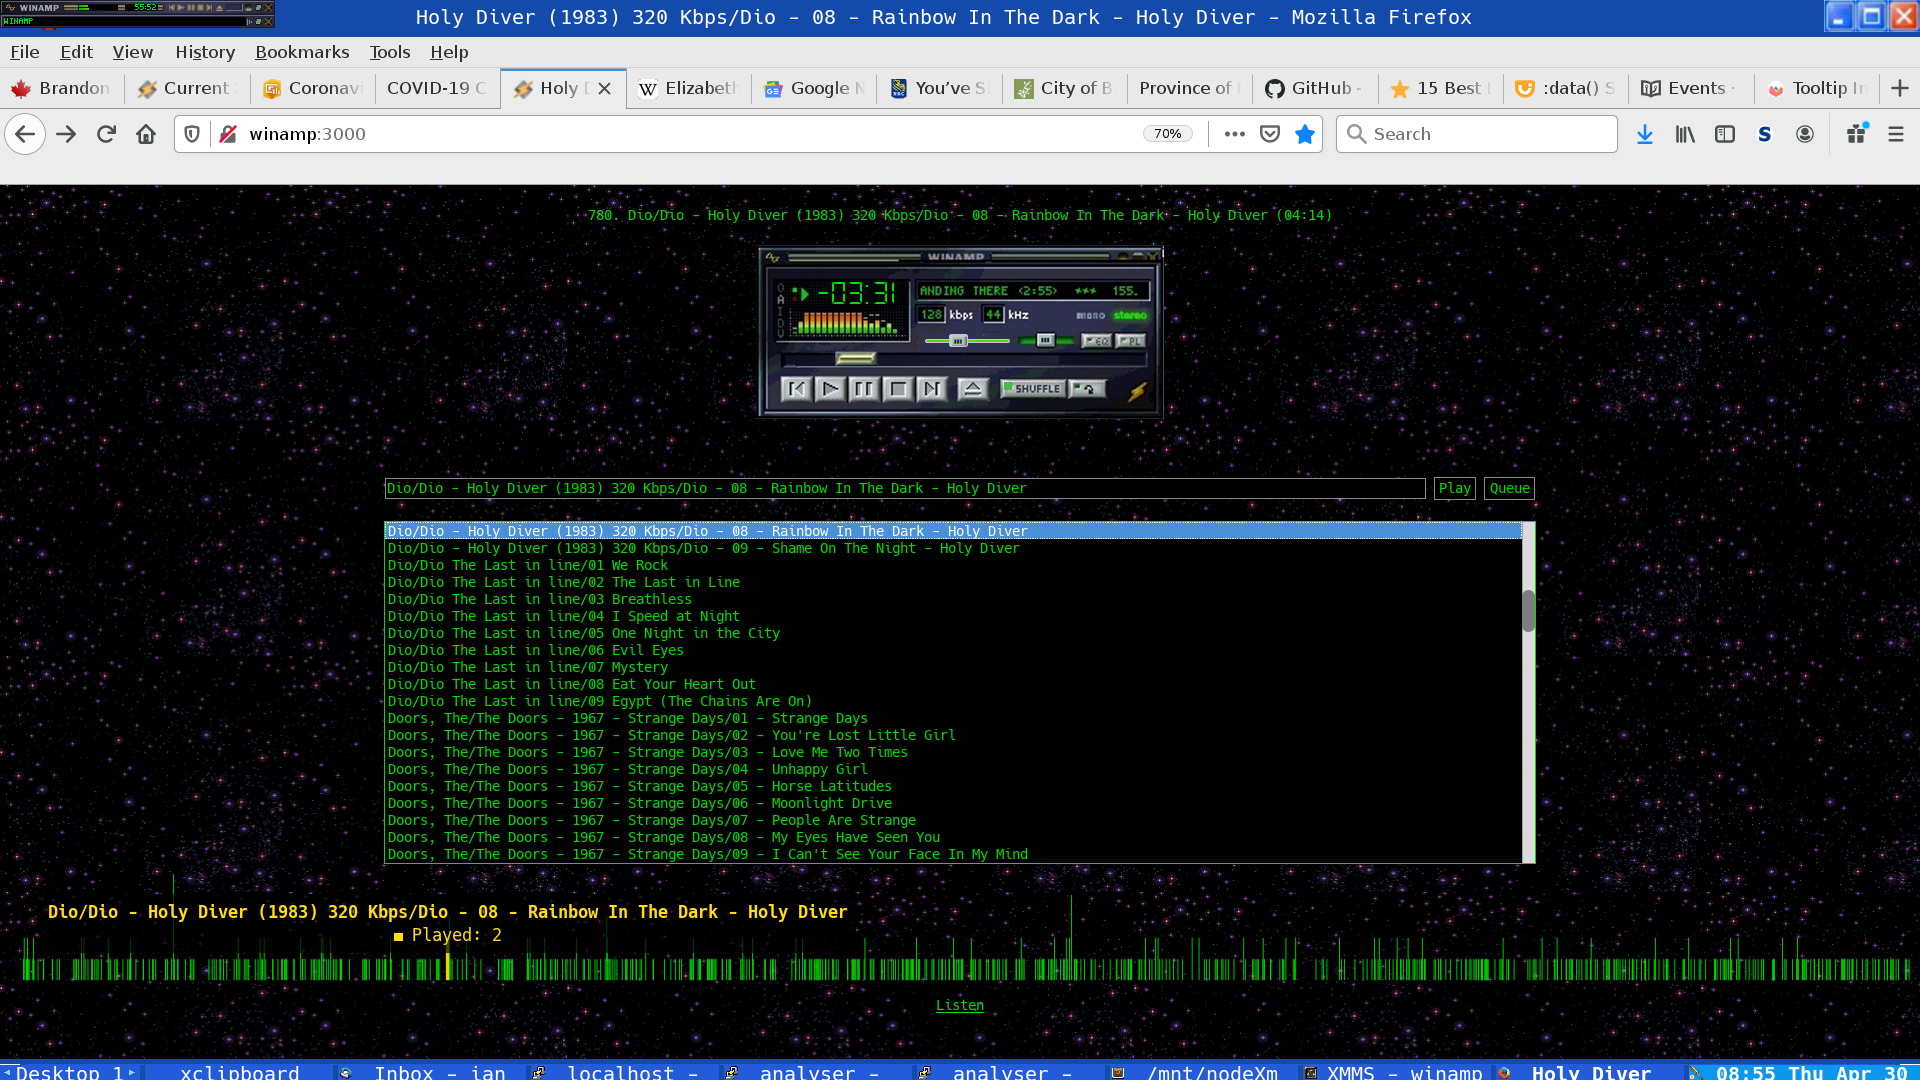 WINAMP 55:52
WINAMP
Holy Diver (1983) 320 Kbps/Dio - 08 - Rainbow In The Dark - Holy Diver - Mozilla Firefox
File Edit View History Bookmarks Tools Help
Brandon Current Coronavi COVID-19 C Holy D Elizabeth Google N You've S City of B Province of GitHub - 15 Best :data() S Events Tooltip In
winamp:3000 70% Search
780. Dio/Dio - Holy Diver (1983) 320 Kbps/Dio - 08 - Rainbow In The Dark - Holy Diver (04:14)
WINAMP
O A I D V
-03:31 ANDING THERE <2:55> *** 155.
128 kbps 44 kHz mono stereo
EQ PL
SHUFFLE
Dio/Dio - Holy Diver (1983) 320 Kbps/Dio - 08 - Rainbow In The Dark - Holy Diver Play Queue
Dio/Dio - Holy Diver (1983) 320 Kbps/Dio - 08 - Rainbow In The Dark - Holy Diver
Dio/Dio - Holy Diver (1983) 320 Kbps/Dio - 09 - Shame On The Night - Holy Diver
Dio/Dio The Last in line/01 We Rock
Dio/Dio The Last in line/02 The Last in Line
Dio/Dio The Last in line/03 Breathless
Dio/Dio The Last in line/04 I Speed at Night
Dio/Dio The Last in line/05 One Night in the City
Dio/Dio The Last in line/06 Evil Eyes
Dio/Dio The Last in line/07 Mystery
Dio/Dio The Last in line/08 Eat Your Heart Out
Dio/Dio The Last in line/09 Egypt (The Chains Are On)
Doors, The/The Doors - 1967 - Strange Days/01 - Strange Days
Doors, The/The Doors - 1967 - Strange Days/02 - You're Lost Little Girl
Doors, The/The Doors - 1967 - Strange Days/03 - Love Me Two Times
Doors, The/The Doors - 1967 - Strange Days/04 - Unhappy Girl
Doors, The/The Doors - 1967 - Strange Days/05 - Horse Latitudes
Doors, The/The Doors - 1967 - Strange Days/06 - Moonlight Drive
Doors, The/The Doors - 1967 - Strange Days/07 - People Are Strange
Doors, The/The Doors - 1967 - Strange Days/08 - My Eyes Have Seen You
Doors, The/The Doors - 1967 - Strange Days/09 - I Can't See Your Face In My Mind
Dio/Dio - Holy Diver (1983) 320 Kbps/Dio - 08 - Rainbow In The Dark - Holy Diver
Played: 2
Listen
Desktop 1 xclipboard Inbox - ian localhost - analyser - analyser - /mnt/nodeXm XMMS - winamp Holy Diver 08:55 Thu Apr 30